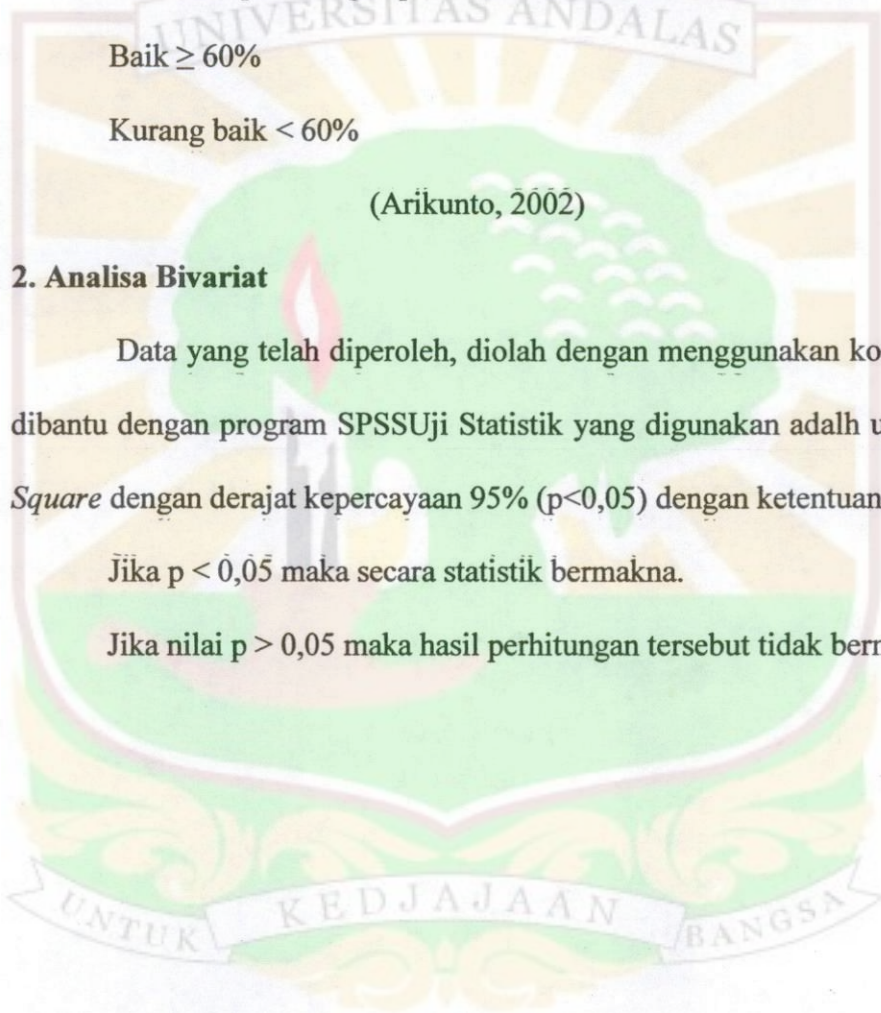 UNIVERSITAS ANDALAS
Baik ≥ 60%
Kurang baik < 60%
(Arikunto, 2002)
2. Analisa Bivariat
Data yang telah diperoleh, diolah dengan menggunakan ko
dibantu dengan program SPSSUji Statistik yang digunakan adalh u
Square dengan derajat kepercayaan 95% (p<0,05) dengan ketentuan
Jika p < 0,05 maka secara statistik bermakna.
Jika nilai p > 0,05 maka hasil perhitungan tersebut tidak ber
UNTUK KEDJAJAAN BANGSA